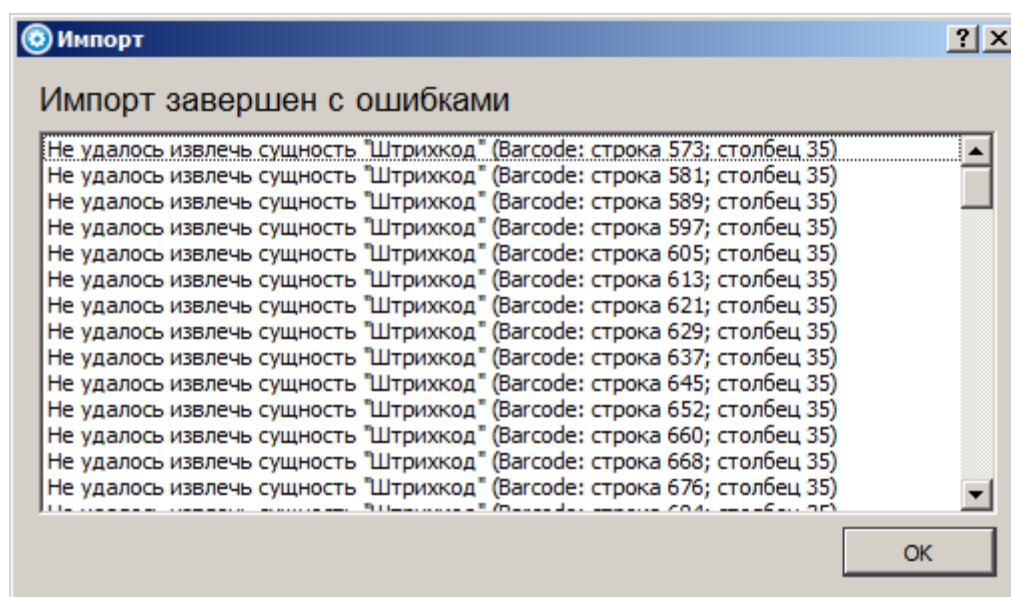 Импорт
Импорт завершен с ошибками
Не удалось извлечь сущность "Штрихкод" (Barcode: строка 573; столбец 35)
Не удалось извлечь сущность "Штрихкод" (Barcode: строка 581; столбец 35)
Не удалось извлечь сущность "Штрихкод" (Barcode: строка 589; столбец 35)
Не удалось извлечь сущность "Штрихкод" (Barcode: строка 597; столбец 35)
Не удалось извлечь сущность "Штрихкод" (Barcode: строка 605; столбец 35)
Не удалось извлечь сущность "Штрихкод" (Barcode: строка 613; столбец 35)
Не удалось извлечь сущность "Штрихкод" (Barcode: строка 621; столбец 35)
Не удалось извлечь сущность "Штрихкод" (Barcode: строка 629; столбец 35)
Не удалось извлечь сущность "Штрихкод" (Barcode: строка 637; столбец 35)
Не удалось извлечь сущность "Штрихкод" (Barcode: строка 645; столбец 35)
Не удалось извлечь сущность "Штрихкод" (Barcode: строка 652; столбец 35)
Не удалось извлечь сущность "Штрихкод" (Barcode: строка 660; столбец 35)
Не удалось извлечь сущность "Штрихкод" (Barcode: строка 668; столбец 35)
Не удалось извлечь сущность "Штрихкод" (Barcode: строка 676; столбец 35)
OK